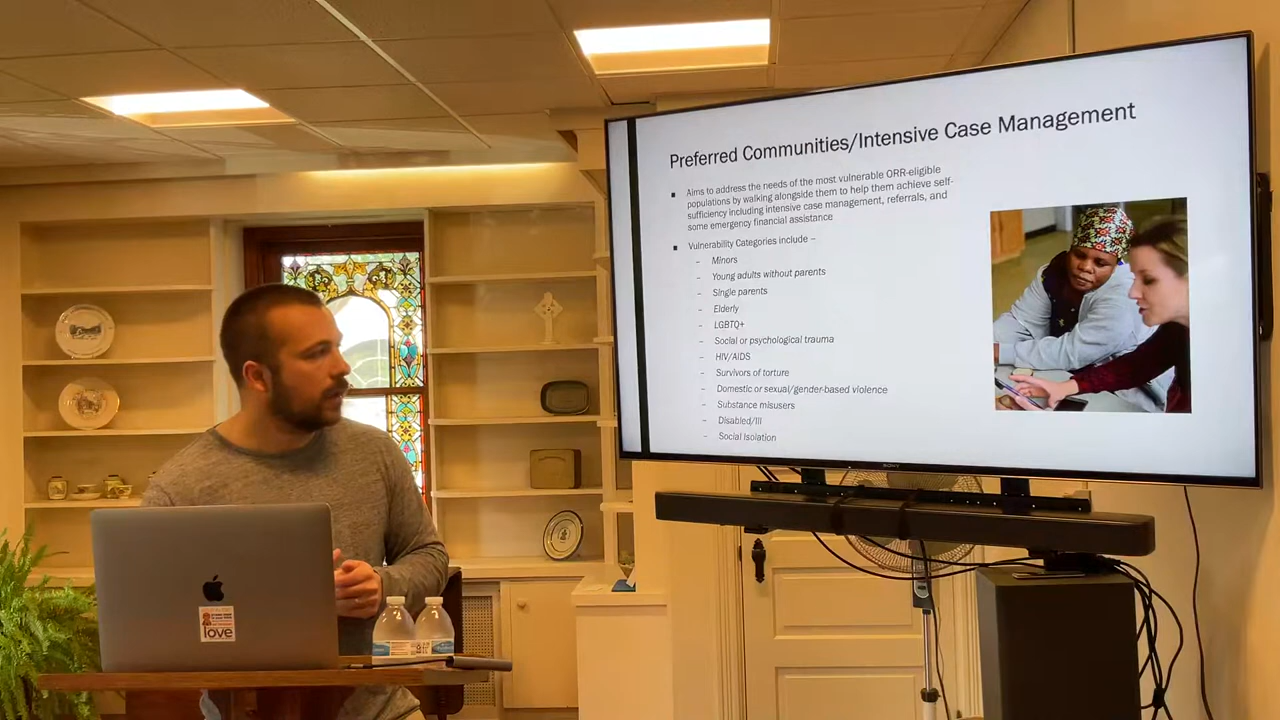 Preferred Communities/Intensive Case Management
▪ Aims to address the needs of the most vulnerable ORR-eligible
populations by walking alongside them to help them achieve self-
sufficiency including intensive case management, referrals, and
some emergency financial assistance
▪ Vulnerability Categories include –
– Minors
– Young adults without parents
– Single parents
– Elderly
– LGBTQ+
– Social or psychological trauma
– HIV/AIDS
– Survivors of torture
– Domestic or sexual/gender-based violence
– Substance misusers
– Disabled/Ill
– Social Isolation
SONY
love